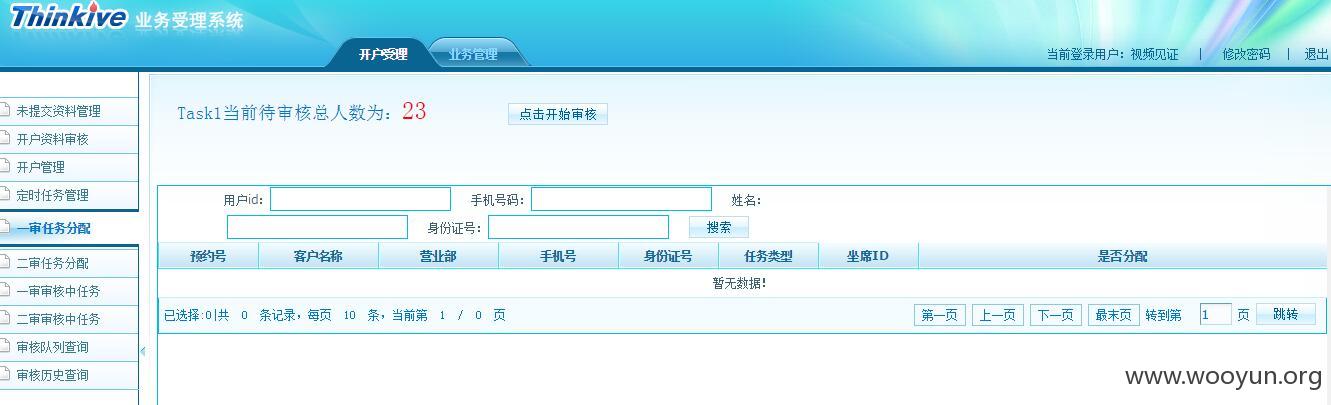 Thinkive 业务受理系统
开户受理 业务管理 当前登录用户：视频见证 | 修改密码 | 退出
未提交资料管理
开户资料审核
开户管理
定时任务管理
一审任务分配
二审任务分配
一审审核中任务
二审审核中任务
审核队列查询
审核历史查询
Task1当前待审核总人数为：23 点击开始审核
用户id： 手机号码： 姓名：
身份证号： 搜索
预约号 客户名称 营业部 手机号 身份证号 任务类型 坐席ID 是否分配
暂无数据！
已选择:0|共 0 条记录，每页 10 条，当前第 1 / 0 页 第一页 上一页 下一页 最末页 转到第 1 页 跳转
www.wooyun.org